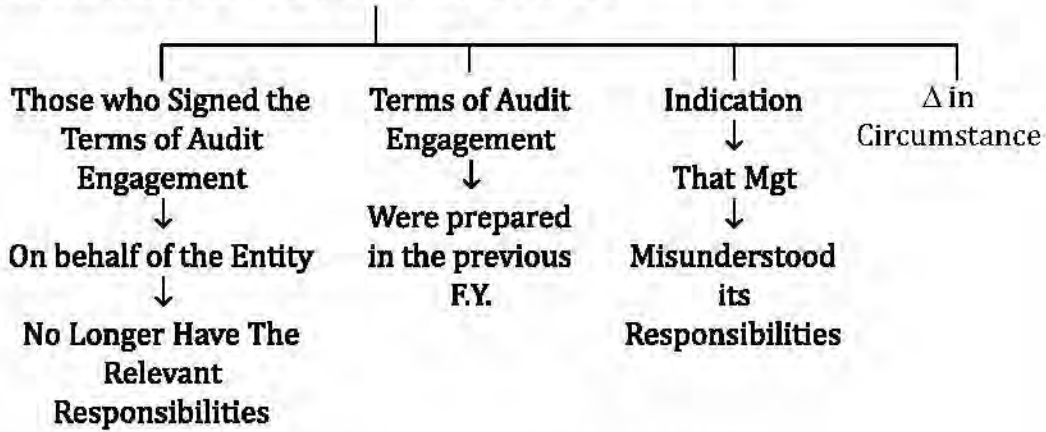 Those who Signed the
Terms of Audit
Engagement
↓
On behalf of the Entity
↓
No Longer Have The
Relevant
Responsibilities
Terms of Audit
Engagement
↓
Were prepared
in the previous
F.Y.
Indication
↓
That Mgt
↓
Misunderstood
its
Responsibilities
Δ in
Circumstance